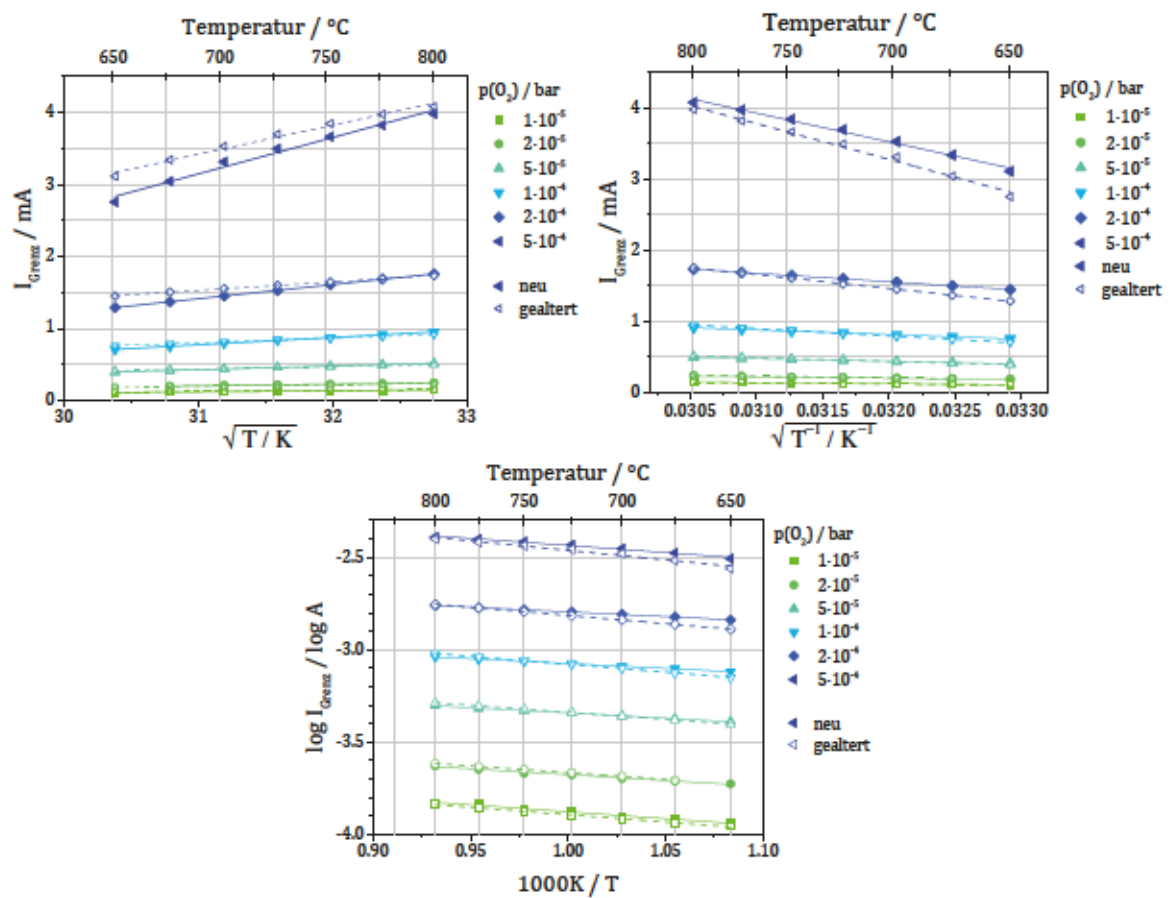 Temperatur / °C
650 700 750 800
I_Grenz / mA
4
3
2
1
0
30 31 32 33
√T / K
p(O₂) / bar
1·10⁻⁵
2·10⁻⁵
5·10⁻⁵
1·10⁻⁴
2·10⁻⁴
5·10⁻⁴
neu
gealtert
Temperatur / °C
800 750 700 650
I_Grenz / mA
4
3
2
1
0
0.0305 0.0310 0.0315 0.0320 0.0325 0.0330
√T⁻¹ / K⁻¹
p(O₂) / bar
1·10⁻⁵
2·10⁻⁵
5·10⁻⁵
1·10⁻⁴
2·10⁻⁴
5·10⁻⁴
neu
gealtert
Temperatur / °C
800 750 700 650
log I_Grenz / log A
-2.5
-3.0
-3.5
-4.0
0.90 0.95 1.00 1.05 1.10
1000K / T
p(O₂) / bar
1·10⁻⁵
2·10⁻⁵
5·10⁻⁵
1·10⁻⁴
2·10⁻⁴
5·10⁻⁴
neu
gealtert